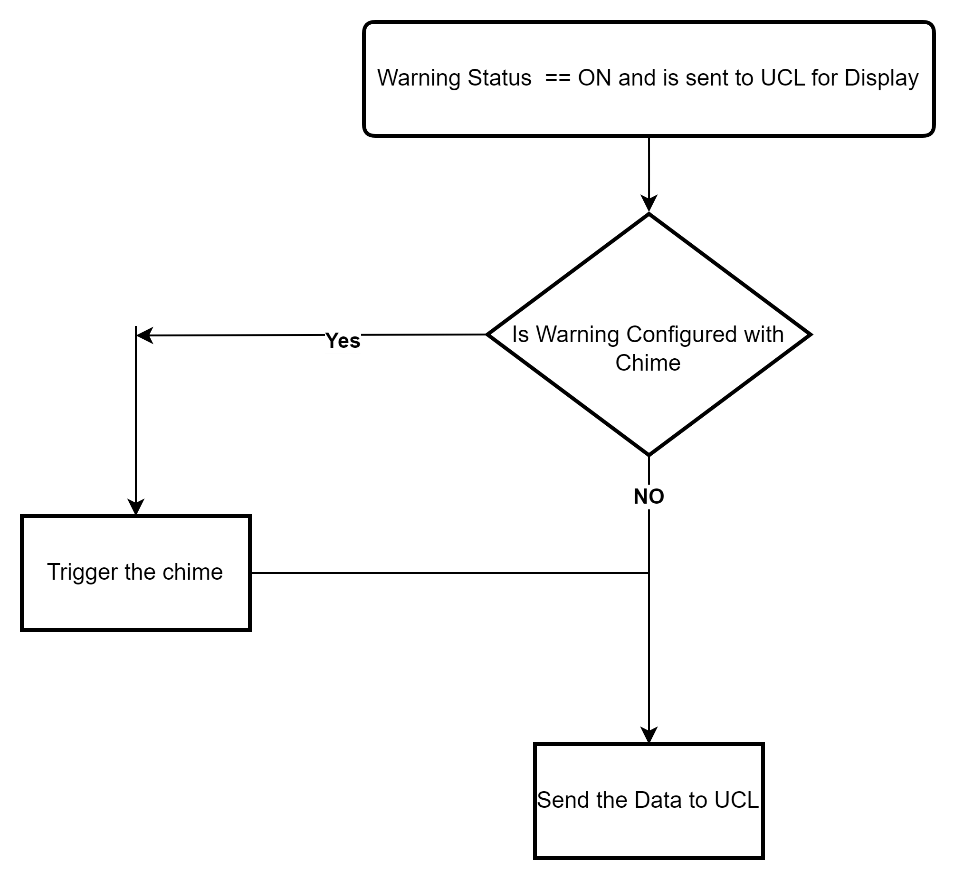 Warning Status  == ON and is sent to UCL for Display
Is Warning Configured with
Chime
Yes
NO
Trigger the chime
Send the Data to UCL